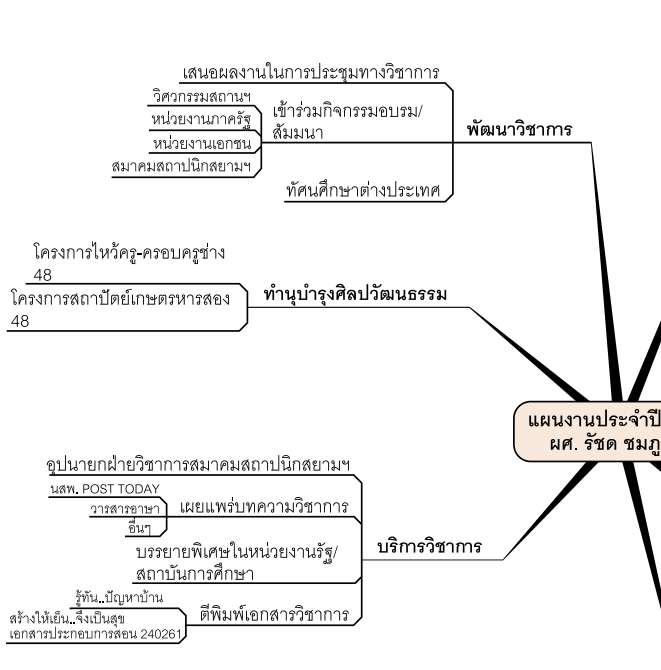 เสนอผลงานในการประชุมทางวิชาการ
วิศวกรรมสถานฯ
หน่วยงานภาครัฐ
หน่วยงานเอกชน
สมาคมสถาปนิกสยามฯ
เข้าร่วมกิจกรรมอบรม/
สัมมนา
ทัศนศึกษาต่างประเทศ
พัฒนาวิชาการ
โครงการไหว้ครู-ครอบครูช่าง
48
โครงการสถาปัตย์เกษตรหารสอง
48
ทำนุบำรุงศิลปวัฒนธรรม
แผนงานประจำปี
ผศ. รัชด ชมภู
อุปนายกฝ่ายวิชาการสมาคมสถาปนิกสยามฯ
นสพ. POST TODAY
วารสารอาษา
อื่นๆ
เผยแพร่บทความวิชาการ
บรรยายพิเศษในหน่วยงานรัฐ/
สถาบันการศึกษา
รู้ทัน..ปัญหาบ้าน
สร้างให้เย็น..จึงเป็นสุข
เอกสารประกอบการสอน 240261
ตีพิมพ์เอกสารวิชาการ
บริการวิชาการ